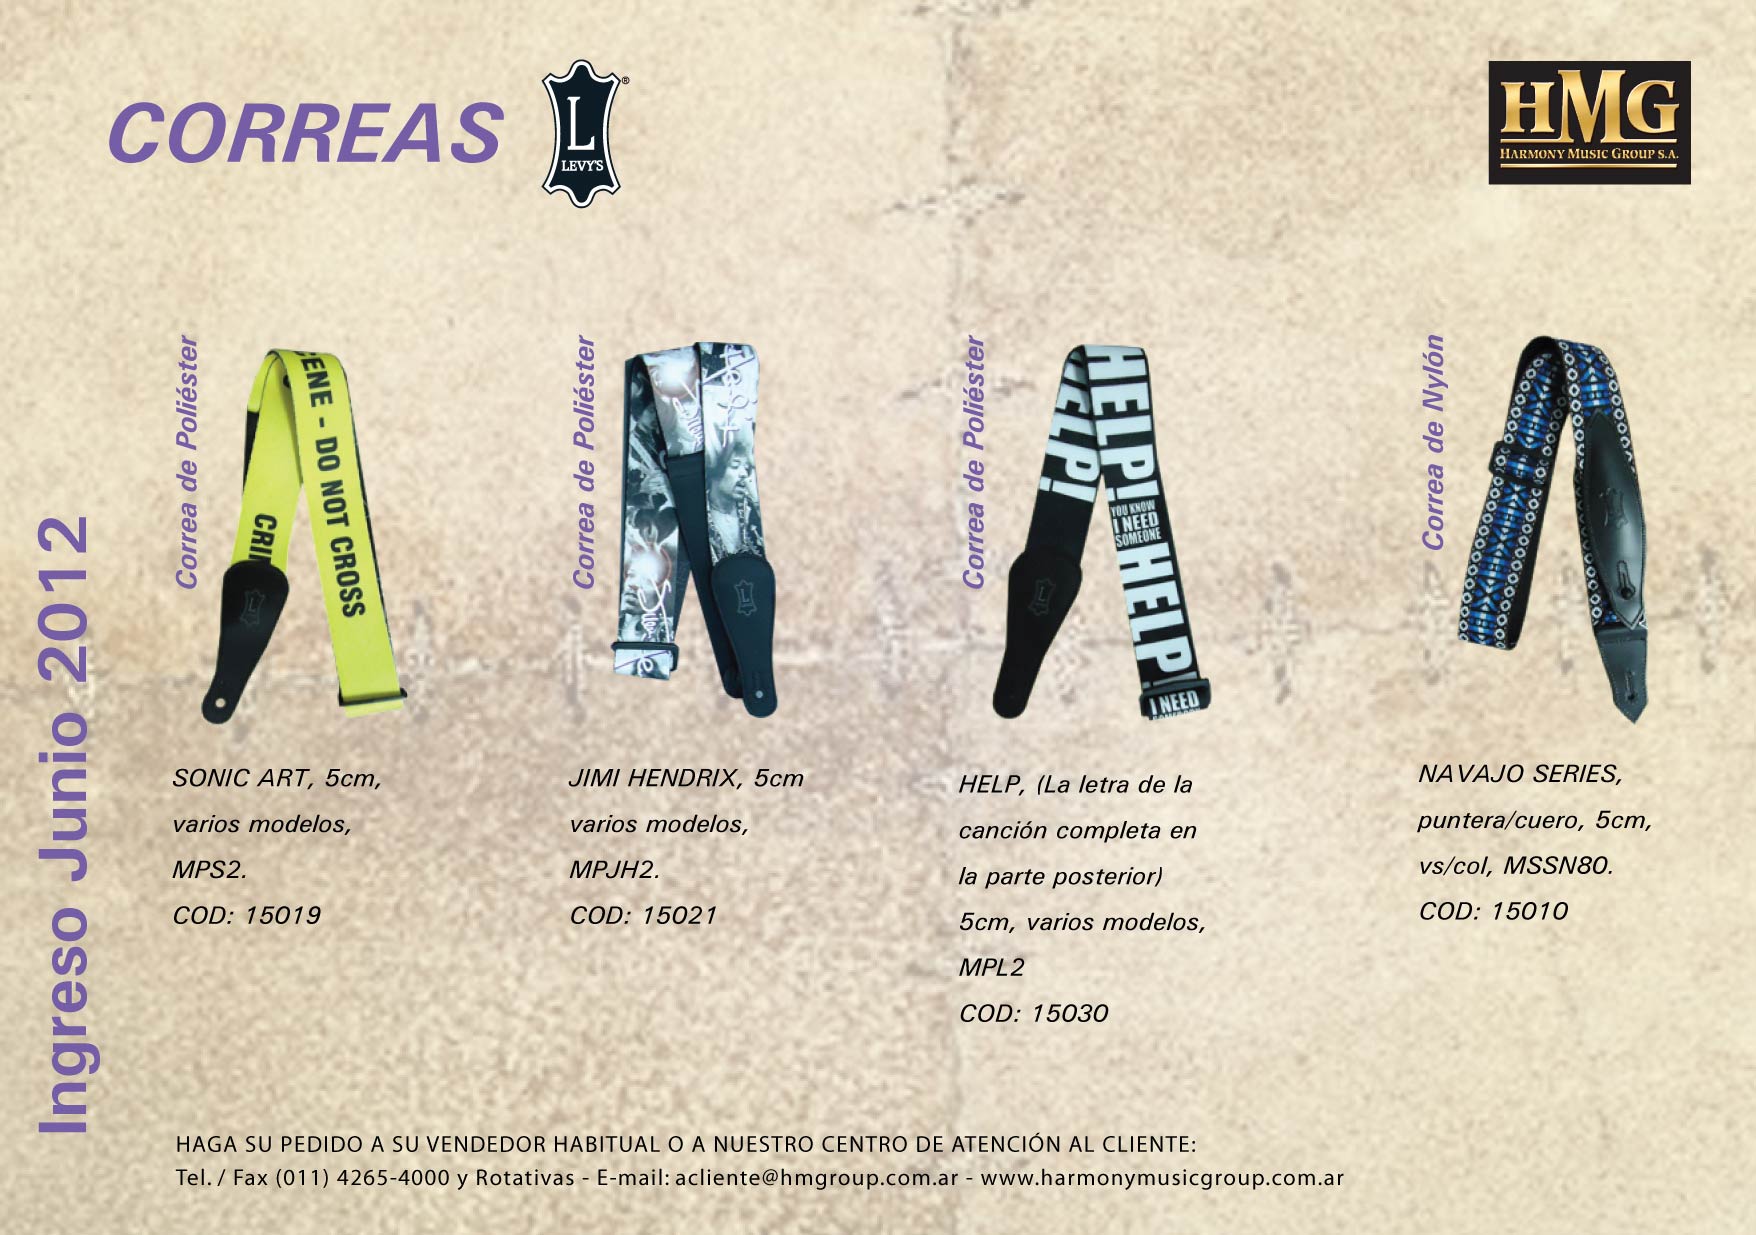 CORREAS
L
LEVY'S
®
HMG
HARMONY MUSIC GROUP S.A.
Ingreso Junio 2012
Correa de Poliéster
CENE - DO NOT CROSS
CRI
L
SONIC ART, 5cm,
varios modelos,
MPS2.
COD: 15019
Correa de Poliéster
JIMI HENDRIX, 5cm
varios modelos,
MPJH2.
COD: 15021
Correa de Poliéster
HELP!
HELP!
YOU KNOW
I NEED
SOMEONE
HELP!
I NEED
HELP, (La letra de la
canción completa en
la parte posterior)
5cm, varios modelos,
MPL2
COD: 15030
Correa de Nylón
NAVAJO SERIES,
puntera/cuero, 5cm,
vs/col, MSSN80.
COD: 15010
HAGA SU PEDIDO A SU VENDEDOR HABITUAL O A NUESTRO CENTRO DE ATENCIÓN AL CLIENTE:
Tel. / Fax (011) 4265-4000 y Rotativas - E-mail: acliente@hmgroup.com.ar - www.harmonymusicgroup.com.ar